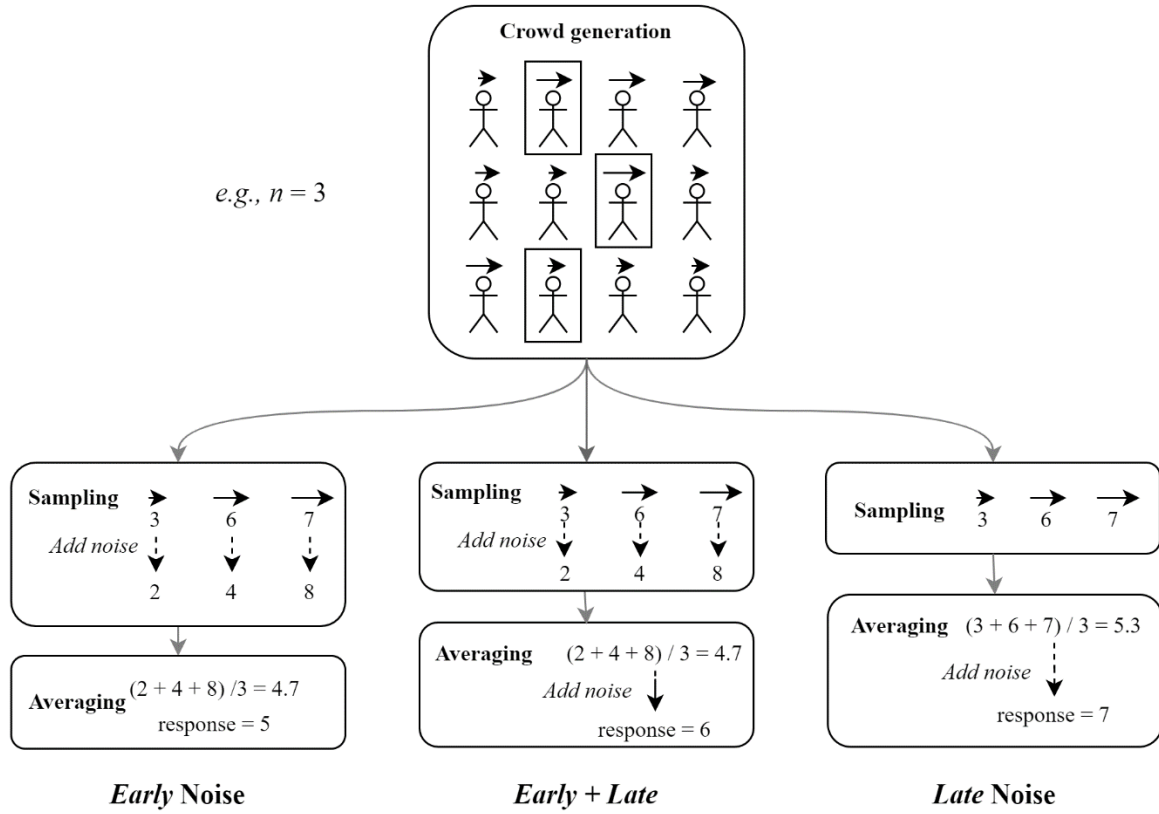 Crowd generation
e.g., n = 3
Sampling
3 6 7
Add noise
2 4 8
Averaging (2 + 4 + 8) /3 = 4.7
response = 5
Early Noise
Sampling
3 6 7
Add noise
2 4 8
Averaging (2 + 4 + 8) / 3 = 4.7
Add noise
response = 6
Early + Late
Sampling
3 6 7
Averaging (3 + 6 + 7) / 3 = 5.3
Add noise
response = 7
Late Noise